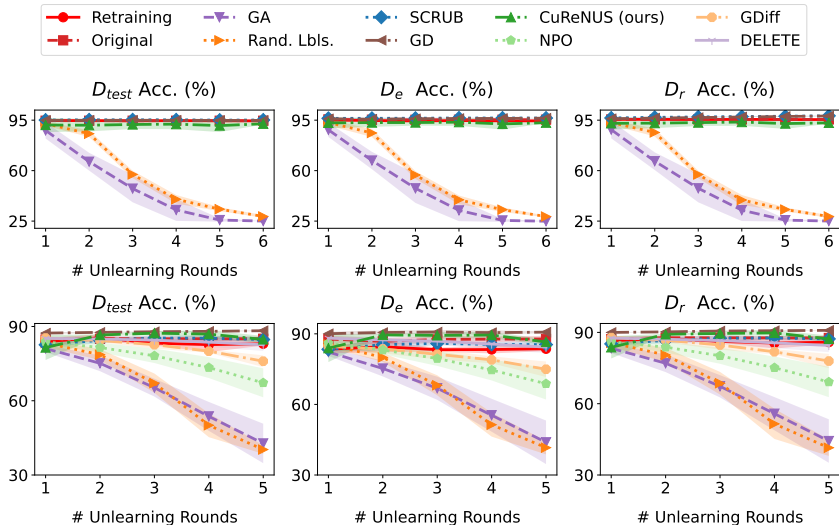 Retraining GA SCRUB CuReNUS (ours) GDiff
Original Rand. Lbls. GD NPO DELETE
D_test Acc. (%) D_e Acc. (%) D_r Acc. (%)
95 95 95
60 60 60
25 25 25
1 2 3 4 5 6 1 2 3 4 5 6 1 2 3 4 5 6
# Unlearning Rounds # Unlearning Rounds # Unlearning Rounds
D_test Acc. (%) D_e Acc. (%) D_r Acc. (%)
90 90 90
60 60 60
30 30 30
1 2 3 4 5 1 2 3 4 5 1 2 3 4 5
# Unlearning Rounds # Unlearning Rounds # Unlearning Rounds